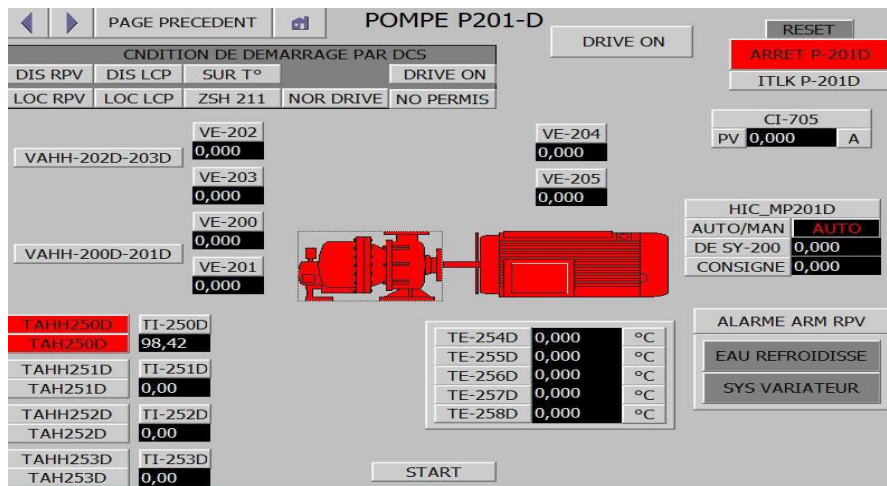 PAGE PRECEDENT
POMPE P201-D
DRIVE ON
RESET
ARRET P-201D
ITLK P-201D
CNDITION DE DEMARRAGE PAR DCS
DIS RPV DIS LCP SUR T° DRIVE ON
LOC RPV LOC LCP ZSH 211 NOR DRIVE NO PERMIS
CI-705
PV 0,000 A
VAHH-202D-203D
VE-202
0,000
VE-203
0,000
VE-204
0,000
VE-205
0,000
VAHH-200D-201D
VE-200
0,000
VE-201
0,000
HIC_MP201D
AUTO/MAN AUTO
DE SY-200 0,000
CONSIGNE 0,000
TAHH250D TI-250D
TAH250D 98,42
TAHH251D TI-251D
TAH251D 0,00
TAHH252D TI-252D
TAH252D 0,00
TAHH253D TI-253D
TAH253D 0,00
TE-254D 0,000 °C
TE-255D 0,000 °C
TE-256D 0,000 °C
TE-257D 0,000 °C
TE-258D 0,000 °C
ALARME ARM RPV
EAU REFROIDISSE
SYS VARIATEUR
START